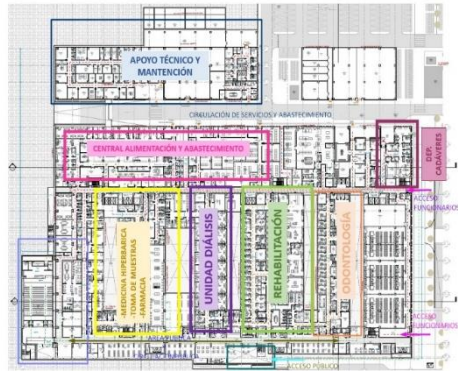 APOYO TÉCNICO Y
MANTENCIÓN
CIRCULACIÓN DE SERVICIOS Y ABASTECIMIENTO
CENTRAL ALIMENTACIÓN Y ABASTECIMIENTO
DEP.
CADÁVERES
ACCESO
FUNCIONARIOS
-MEDICINA HIPERBARICA
-TOMA DE MUESTRAS
-FARMACIA
UNIDAD DIÁLISIS
REHABILITACIÓN
ODONTOLOGÍA
ACCESO
FUNCIONARIOS
ACCESO PÚBLICO